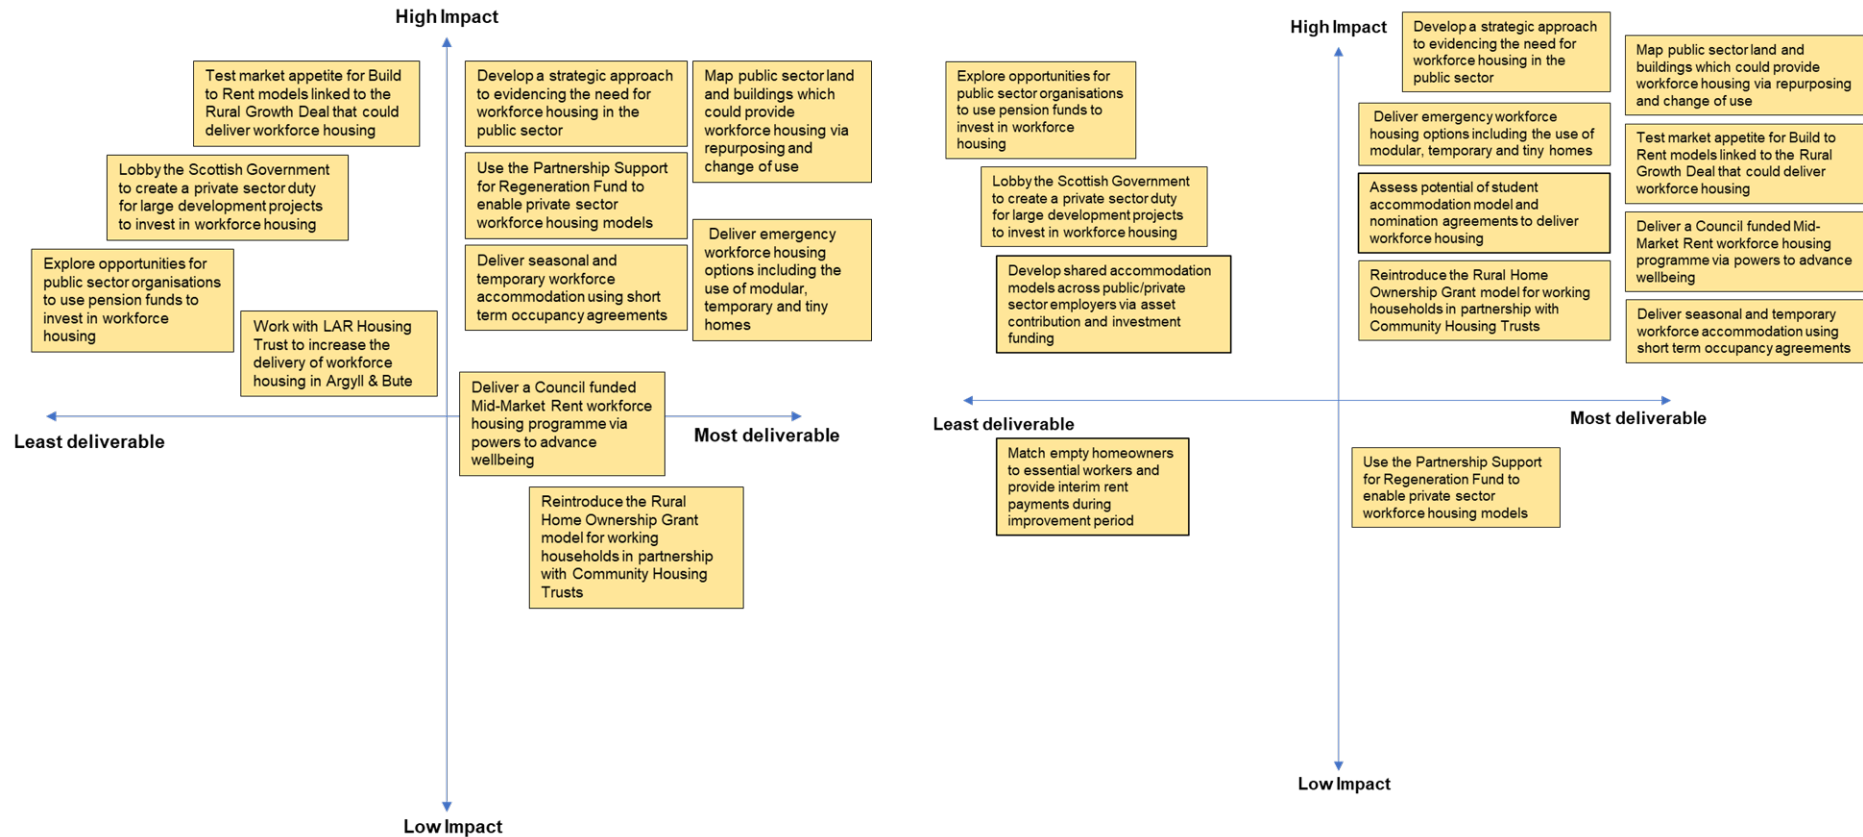 High Impact
Test market appetite for Build
to Rent models linked to the
Rural Growth Deal that could
deliver workforce housing
Develop a strategic approach
to evidencing the need for
workforce housing in the
public sector
Map public sector land and
buildings which could
provide workforce
housing via
repurposing and
change of use
Lobby the Scottish Government
to create a private sector duty
for large development projects
to invest in workforce housing
Use the Partnership Support
for Regeneration Fund to
enable private sector
workforce housing models
Explore opportunities for
public sector organisations
to use pension funds to
invest in workforce
housing
Deliver seasonal and
temporary workforce
accommodation using short
term occupancy agreements
Deliver emergency
workforce housing
options including the
use of modular,
temporary and tiny
homes
Work with LAR Housing
Trust to increase the
delivery of workforce
housing in Argyll & Bute
Deliver a Council funded
Mid-Market Rent workforce
housing programme via
powers to advance
wellbeing
Least deliverable
Most deliverable
Reintroduce the Rural
Home Ownership Grant
model for working
households in partnership
with Community Housing
Trusts
Low Impact
High Impact
Develop a strategic approach
to evidencing the need for
workforce housing in the
public sector
Map public sector land and
buildings which could provide
workforce housing via repurposing
and change of use
Explore opportunities for
public sector organisations
to use pension funds to
invest in workforce
housing
Deliver emergency workforce
housing options including the use of
modular, temporary and tiny homes
Test market appetite for Build to
Rent models linked to the Rural
Growth Deal that could deliver
workforce housing
Lobby the Scottish Government
to create a private sector duty
for large development projects
to invest in workforce housing
Assess potential of student
accommodation model and
nomination agreements to deliver
workforce housing
Deliver a Council funded Mid-
Market Rent workforce housing
programme via powers to advance
wellbeing
Develop shared accommodation
models across public/private
sector employers via asset
contribution and investment
funding
Reintroduce the Rural Home
Ownership Grant model for working
households in partnership with
Community Housing Trusts
Deliver seasonal and temporary
workforce accommodation using
short term occupancy agreements
Least deliverable
Most deliverable
Match empty homeowners
to essential workers and
provide interim rent
payments during
improvement period
Use the Partnership Support
for Regeneration Fund to
enable private sector
workforce housing models
Low Impact